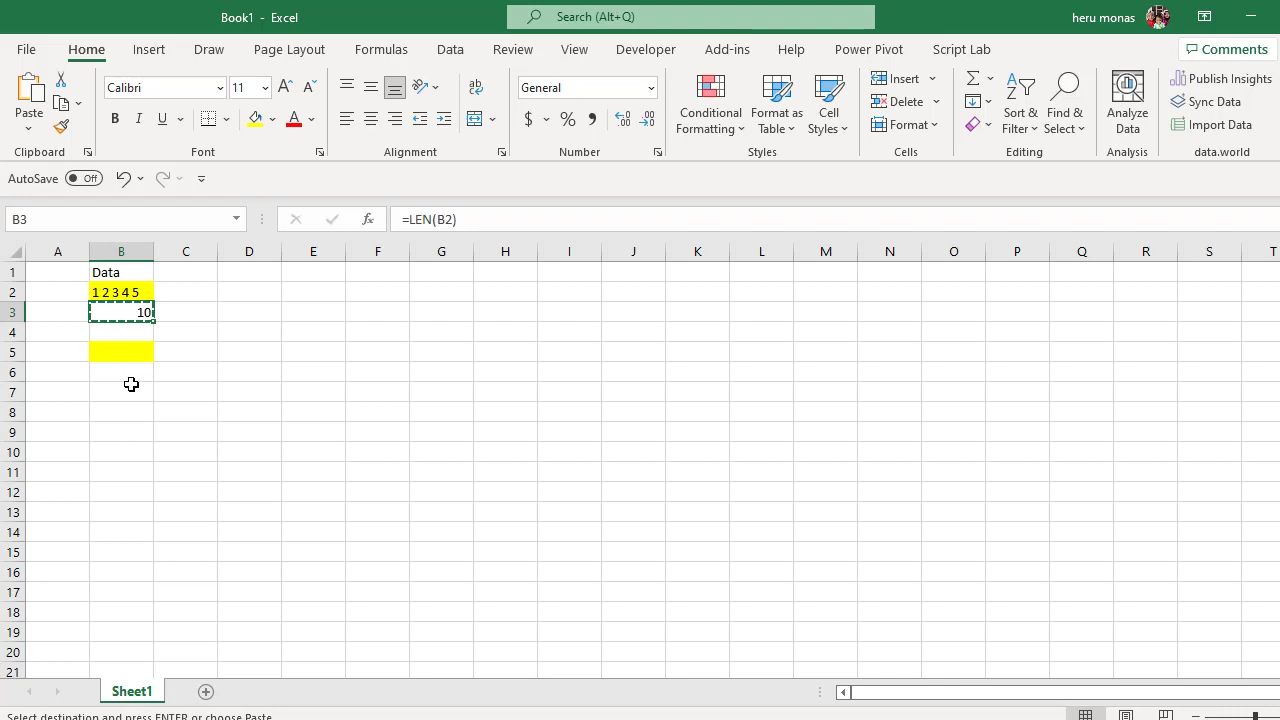 Book1 - Excel
Search (Alt+Q)
heru monas
File Home Insert Draw Page Layout Formulas Data Review View Developer Add-ins Help Power Pivot Script Lab Comments
Paste
Calibri 11
B I U A
General
$ % 9
Conditional Formatting
Format as Table
Cell Styles
Insert
Delete
Format
Sort & Filter
Find & Select
Analyze Data
Publish Insights
Sync Data
Import Data
Clipboard Font Alignment Number Styles Cells Editing Analysis data.world
AutoSave Off
B3 fx =LEN(B2)
A B C D E F G H I J K L M N O P Q R S T
1 Data
2 1 2 3 4 5
3 10
4
5
6
7
8
9
10
11
12
13
14
15
16
17
18
19
20
21
Sheet1
Select destination and press ENTER or choose Paste